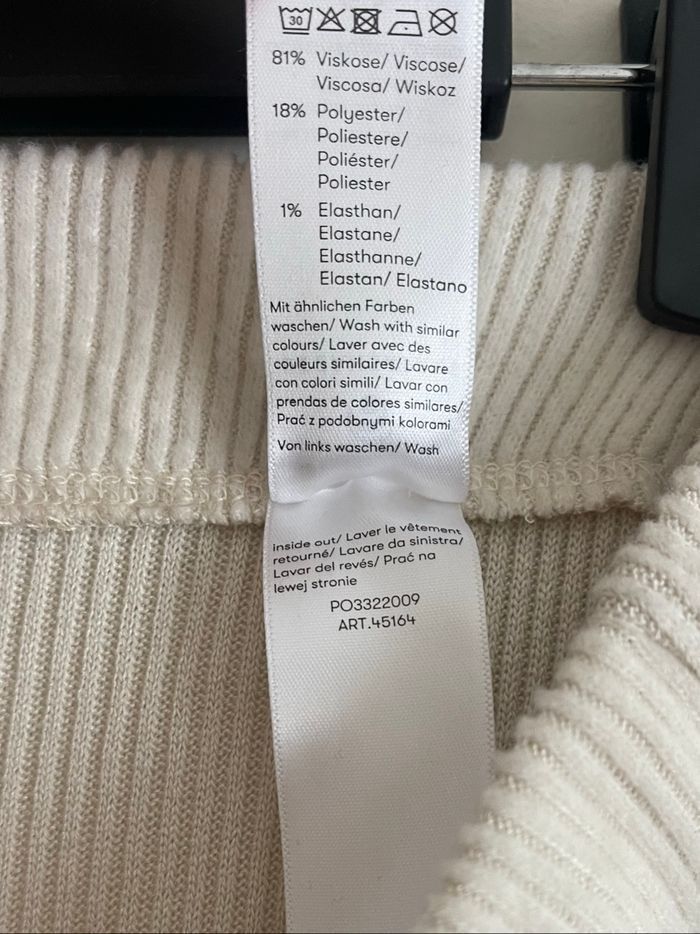 30
81% Viskose/ Viscose/
Viscosa/ Wiskoz
18% Polyester/
Poliestere/
Poliéster/
Poliester
1% Elasthan/
Elastane/
Elasthanne/
Elastan/ Elastano
Mit ähnlichen Farben
waschen/ Wash with similar
colours/ Laver avec des
couleurs similaires/ Lavare
con colori simili/ Lavar con
prendas de colores similares/
Prać z podobnymi kolorami
Von links waschen/ Wash
inside out/ Laver le vêtement
retourné/ Lavare da sinistra/
Lavar del revés/ Prać na
lewej stronie
PO3322009
ART.45164